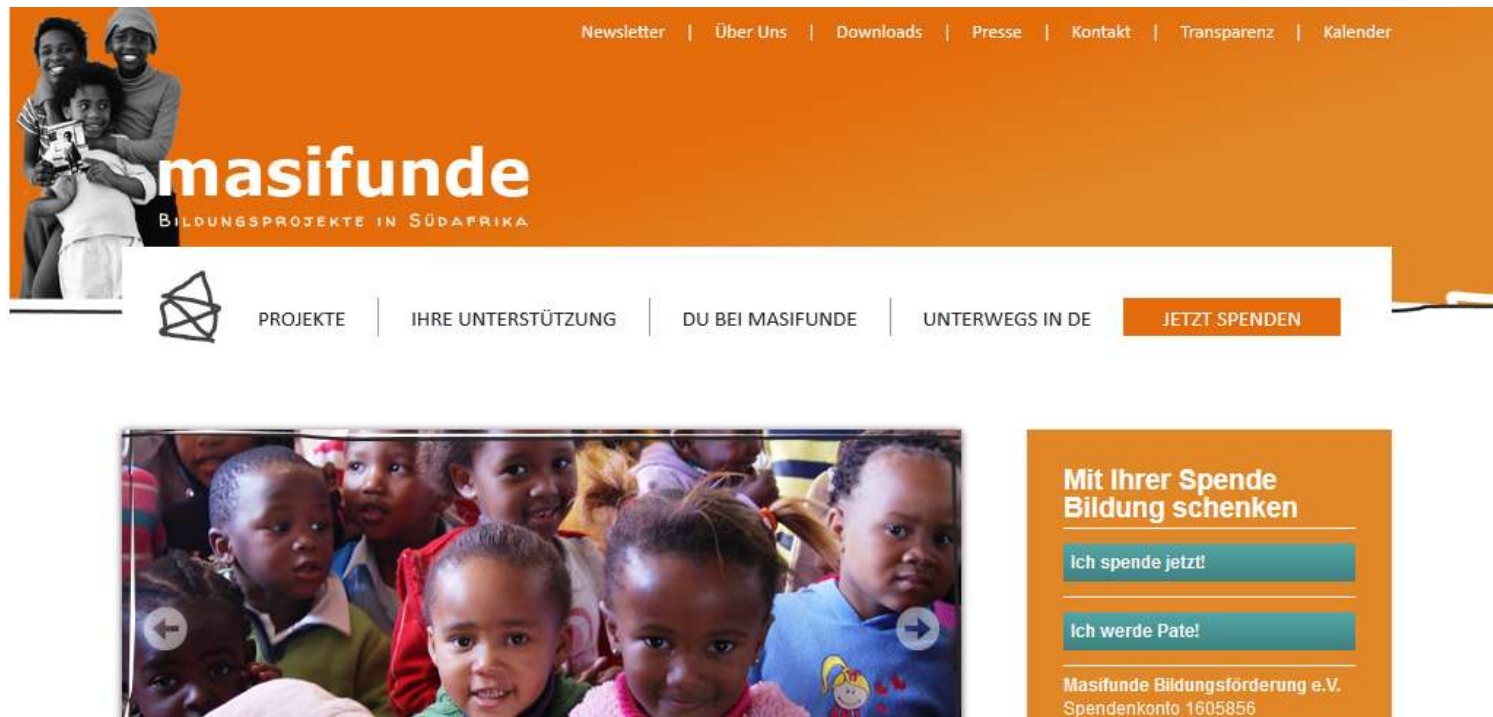 Newsletter | Über Uns | Downloads | Presse | Kontakt | Transparenz | Kalender
masifunde
BILDUNGSPROJEKTE IN SÜDAFRIKA
PROJEKTE | IHRE UNTERSTÜTZUNG | DU BEI MASIFUNDE | UNTERWEGS IN DE JETZT SPENDEN
Mit Ihrer Spende
Bildung schenken
Ich spende jetzt!
Ich werde Pate!
Masifunde Bildungsförderung e.V.
Spendenkonto 1605856